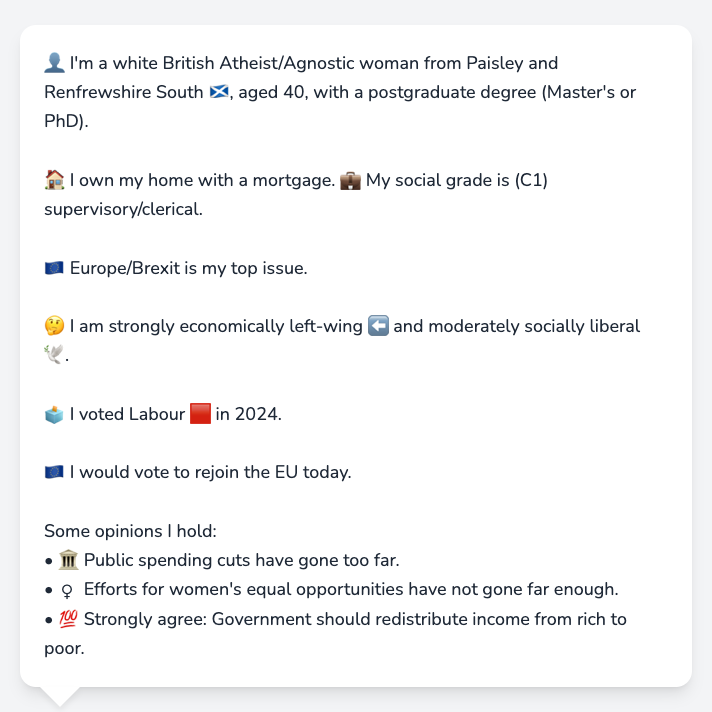 👤 I'm a white British Atheist/Agnostic woman from Paisley and
Renfrewshire South 🏴󠁧󠁢󠁳󠁣󠁴󠁿, aged 40, with a postgraduate degree (Master's or
PhD).
🏠 I own my home with a mortgage. 💼 My social grade is (C1)
supervisory/clerical.
🇪🇺 Europe/Brexit is my top issue.
🤔 I am strongly economically left-wing ⬅️ and moderately socially liberal
🕊️.
🗳️ I voted Labour 🟥 in 2024.
🇪🇺 I would vote to rejoin the EU today.
Some opinions I hold:
• 🏛️ Public spending cuts have gone too far.
• ♀ Efforts for women's equal opportunities have not gone far enough.
• 💯 Strongly agree: Government should redistribute income from rich to
poor.